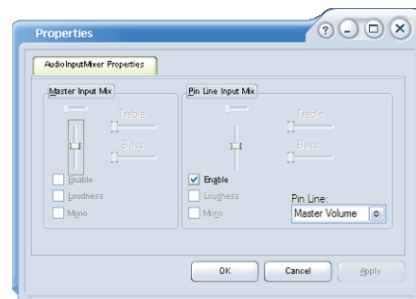 Properties
AudioInputMixer Properties
Master Input Mix
Treble
Bass
Enable
Loudness
Mono
Pin Line Input Mix
Treble
Bass
Enable
Loudness
Mono
Pin Line:
Master Volume
OK
Cancel
Apply